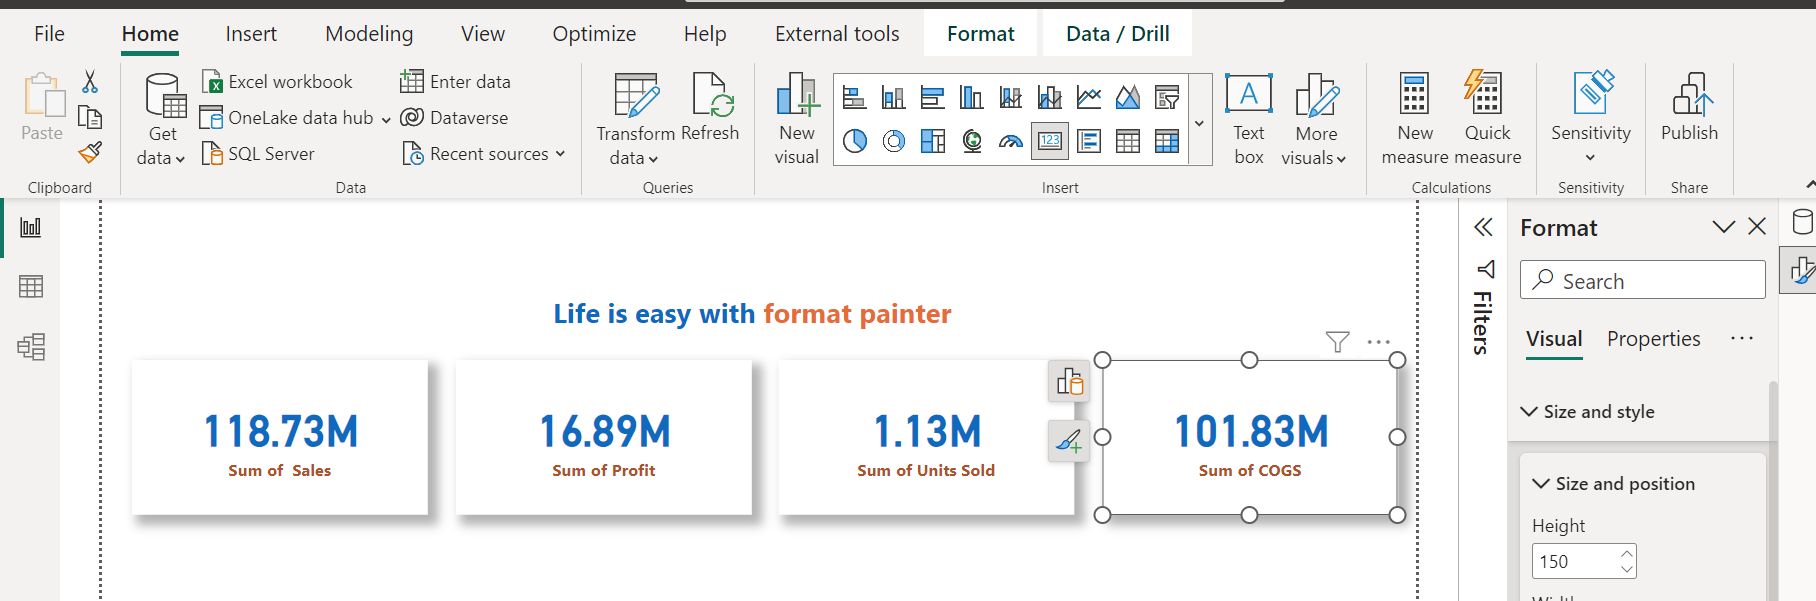 File Home Insert Modeling View Optimize Help External tools Format Data / Drill
Paste
Clipboard
Get data
Excel workbook
OneLake data hub
SQL Server
Enter data
Dataverse
Recent sources
Data
Transform data
Refresh
Queries
New visual
123
A
Text box
More visuals
Insert
New measure
Quick measure
Calculations
Sensitivity
Sensitivity
Publish
Share
Life is easy with format painter
118.73M
Sum of  Sales
16.89M
Sum of Profit
1.13M
Sum of Units Sold
101.83M
Sum of COGS
Filters
Format
Search
Visual Properties
Size and style
Size and position
Height
150
Width